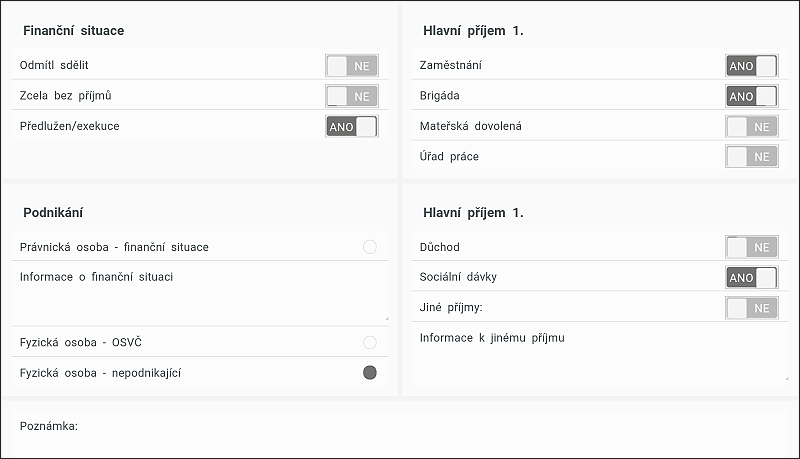 Finanční situace
Odmítl sdělit NE
Zcela bez příjmů NE
Předlužen/exekuce ANO
Hlavní příjem 1.
Zaměstnání ANO
Brigáda ANO
Mateřská dovolená NE
Úřad práce NE
Podnikání
Právnická osoba - finanční situace
Informace o finanční situaci
Fyzická osoba - OSVČ
Fyzická osoba - nepodnikající
Hlavní příjem 1.
Důchod NE
Sociální dávky ANO
Jiné příjmy: NE
Informace k jinému příjmu
Poznámka: